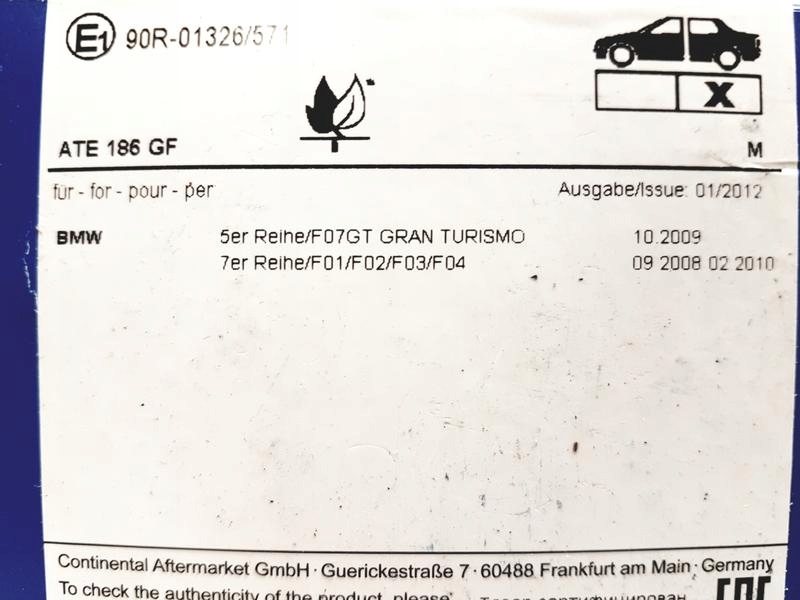 E1 90R-01326/571
X
ATE 186 GF M
für - for - pour - per Ausgabe/Issue: 01/2012
BMW 5er Reihe/F07GT GRAN TURISMO 10.2009
7er Reihe/F01/F02/F03/F04 09 2008 02 2010
Continental Aftermarket GmbH · Guerickestraße 7 · 60488 Frankfurt am Main · Germany
To check the authenticity of the product, please